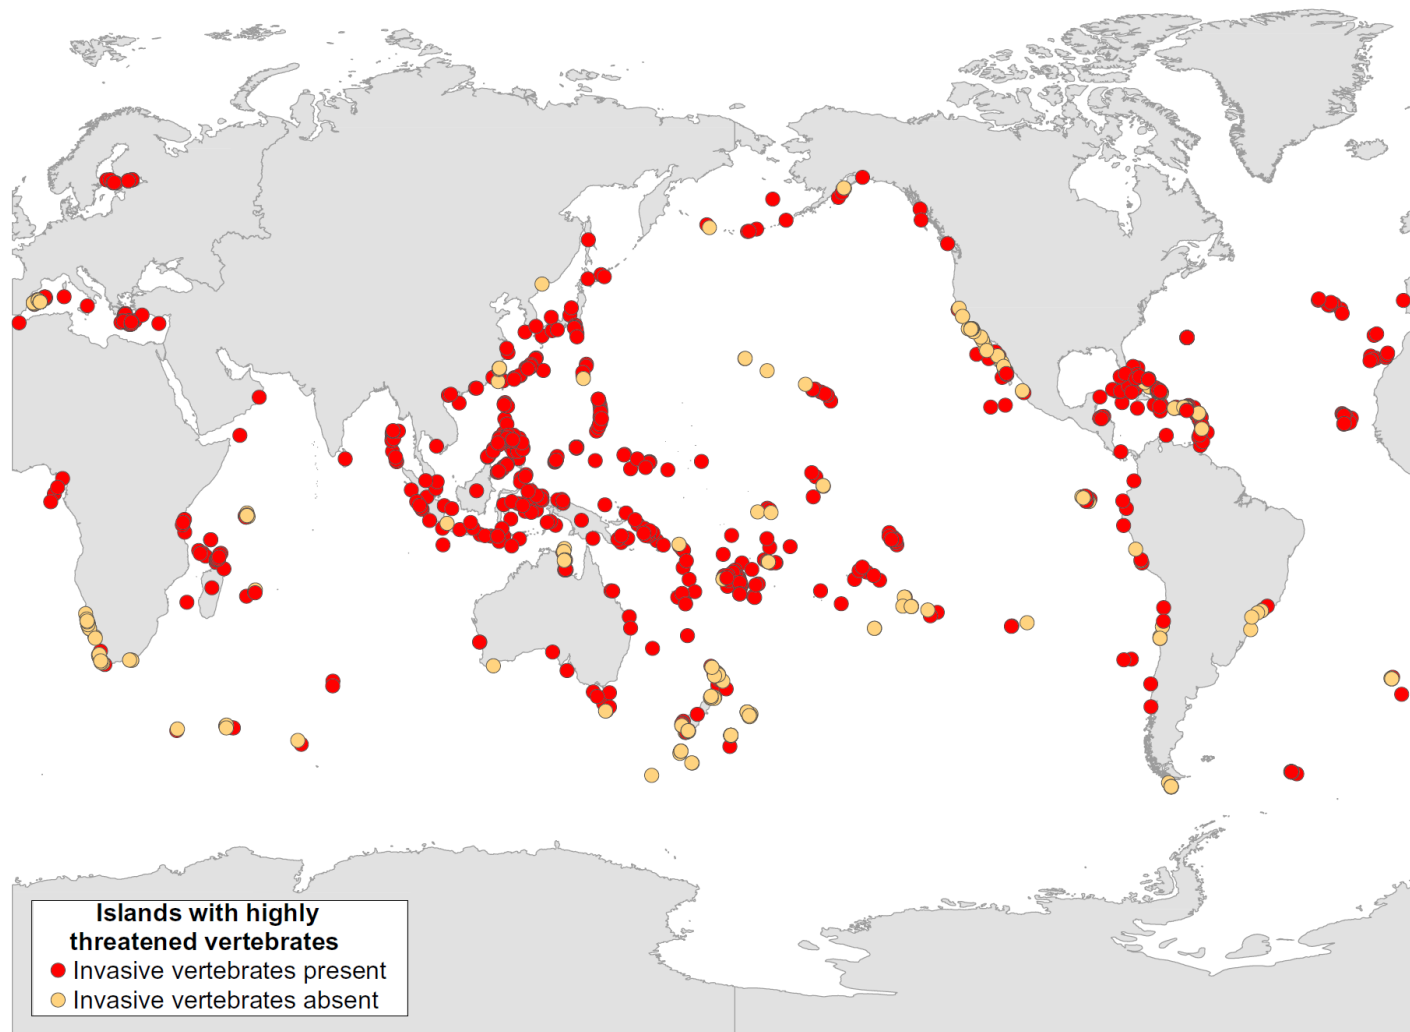 Islands with highly
threatened vertebrates
Invasive vertebrates present
Invasive vertebrates absent